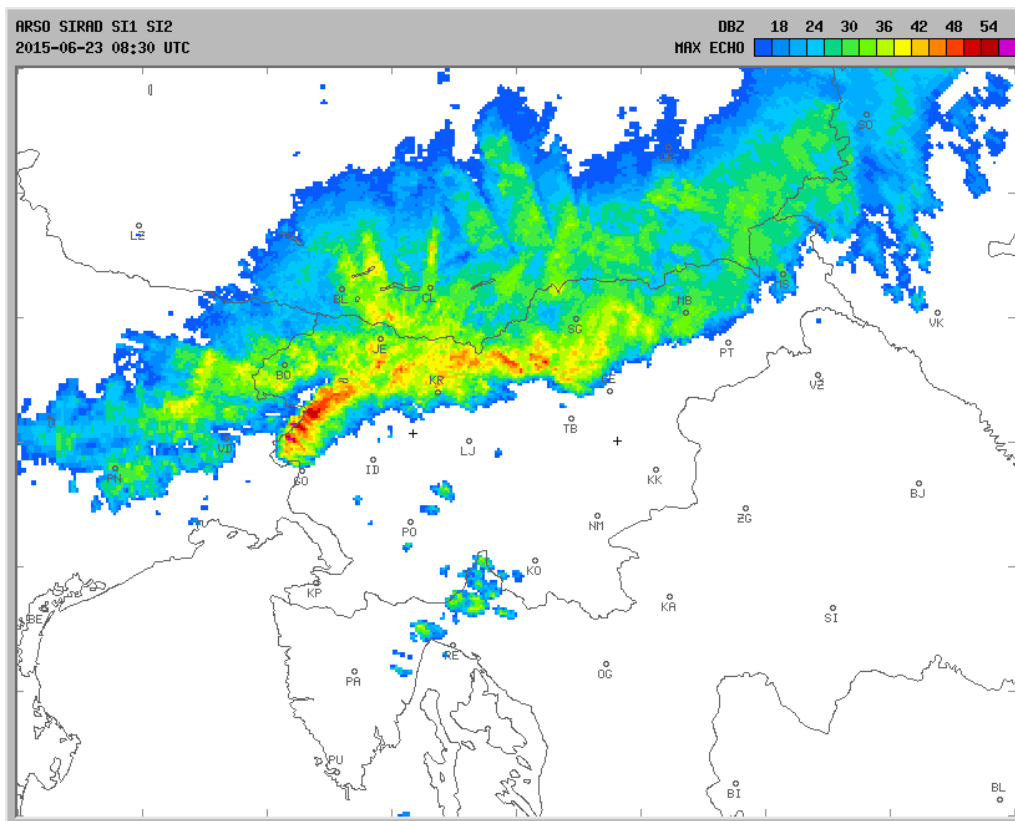 ARSO SIRAD SI1 SI2
DBZ 18 24 30 36 42 48 54
2015-06-23 08:30 UTC
MAX ECHO
SO
LZ
MS
BL
CL
MB
VK
SG
JE
PT
BO
KR
VZ
TB
VD
LJ
ID
PN
GO
KK
BJ
ZG
PO
NM
KO
KP
KA
BE
SI
RE
OG
PA
PU
BI
BL